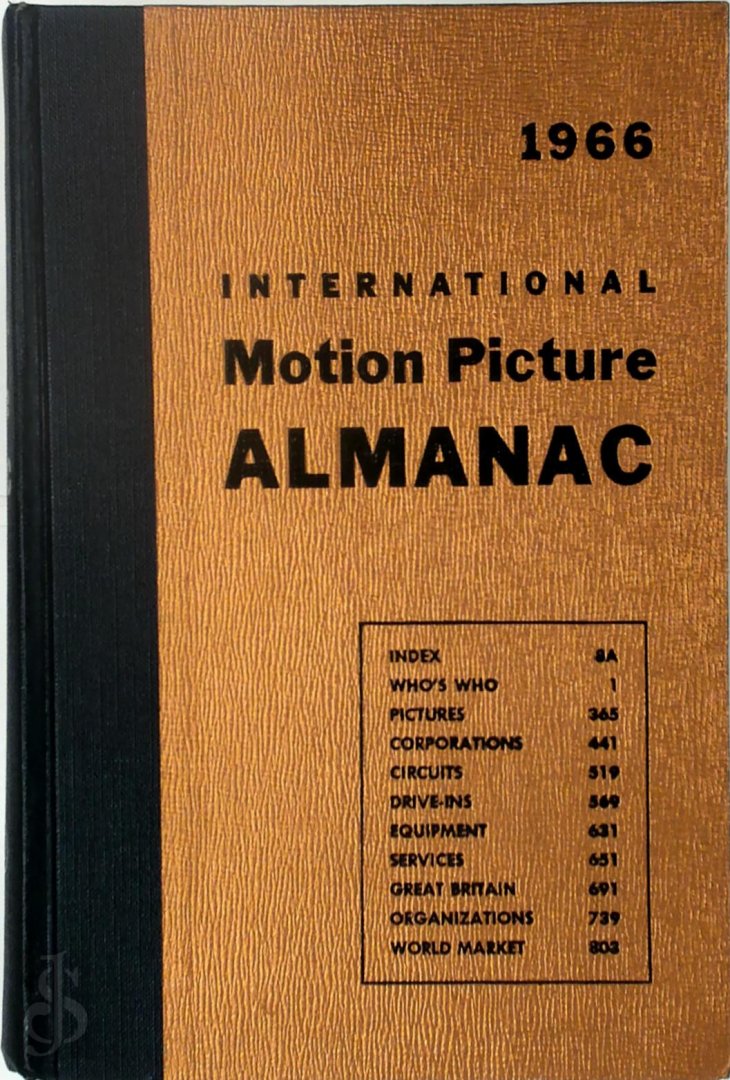 1966
INTERNATIONAL
Motion Picture
ALMANAC
INDEX 8A
WHO'S WHO 1
PICTURES 365
CORPORATIONS 441
CIRCUITS 519
DRIVE-INS 569
EQUIPMENT 631
SERVICES 651
GREAT BRITAIN 691
ORGANIZATIONS 739
WORLD MARKET 803